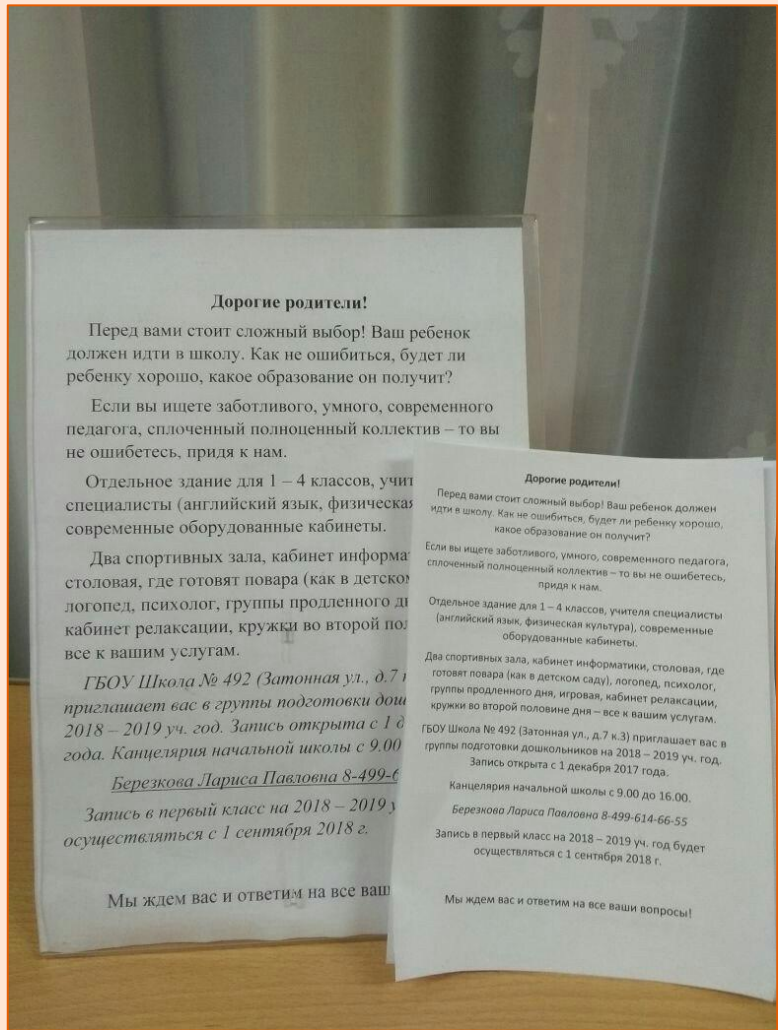 Дорогие родители!
Перед вами стоит сложный выбор! Ваш ребенок
должен идти в школу. Как не ошибиться, будет ли
ребенку хорошо, какое образование он получит?
Если вы ищете заботливого, умного, современного
педагога, сплоченный полноценный коллектив – то вы
не ошибетесь, придя к нам.
Отдельное здание для 1 – 4 классов,
специалисты (английский язык,
современные оборудованные кабинеты.
Два спортивных зала, кабинет
столовая, где готовят повара (как в
логопед, психолог, группы продленного
кабинет релаксации, кружки во второй
все к вашим услугам.
ГБОУ Школа № 492 (Затонная ул., д.7
приглашает вас в группы подготовки
2018 – 2019 уч. год. Запись открыта с 1
года. Канцелярия начальной школы с 9.00
Березкова Лариса Павловна 8-499-6
Запись в первый класс на 2018 – 2019
осуществляться с 1 сентября 2018 г.
Мы ждем вас и ответим на все
Дорогие родители!
Перед вами стоит сложный выбор! Ваш ребенок должен
идти в школу. Как не ошибиться, будет ли ребенку хорошо,
какое образование он получит?
Если вы ищете заботливого, умного, современного педагога,
сплоченный полноценный коллектив – то вы не ошибетесь,
придя к нам.
Отдельное здание для 1 – 4 классов, учителя специалисты
(английский язык, физическая культура), современные
оборудованные кабинеты.
Два спортивных зала, кабинет информатики, столовая, где
готовят повара (как в детском саду), логопед, психолог,
группы продленного дня, игровая, кабинет релаксации,
кружки во второй половине дня – все к вашим услугам.
ГБОУ Школа № 492 (Затонная ул., д.7 к.3) приглашает вас в
группы подготовки дошкольников на 2018 – 2019 уч. год.
Запись открыта с 1 декабря 2017 года.
Канцелярия начальной школы с 9.00 до 16.00.
Березкова Лариса Павловна 8-499-614-66-55
Запись в первый класс на 2018 – 2019 уч. год будет
осуществляться с 1 сентября 2018 г.
Мы ждем вас и ответим на все ваши вопросы!